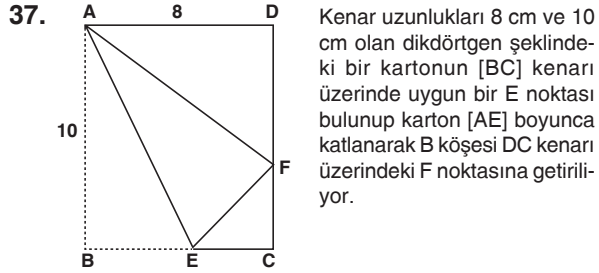 37.
A 8 D
10
F
B E C
Kenar uzunlukları 8 cm ve 10
cm olan dikdörtgen şeklinde-
ki bir kartonun [BC] kenarı
üzerinde uygun bir E noktası
bulunup karton [AE] boyunca
katlanarak B köşesi DC kenarı
üzerindeki F noktasına getirili-
yor.